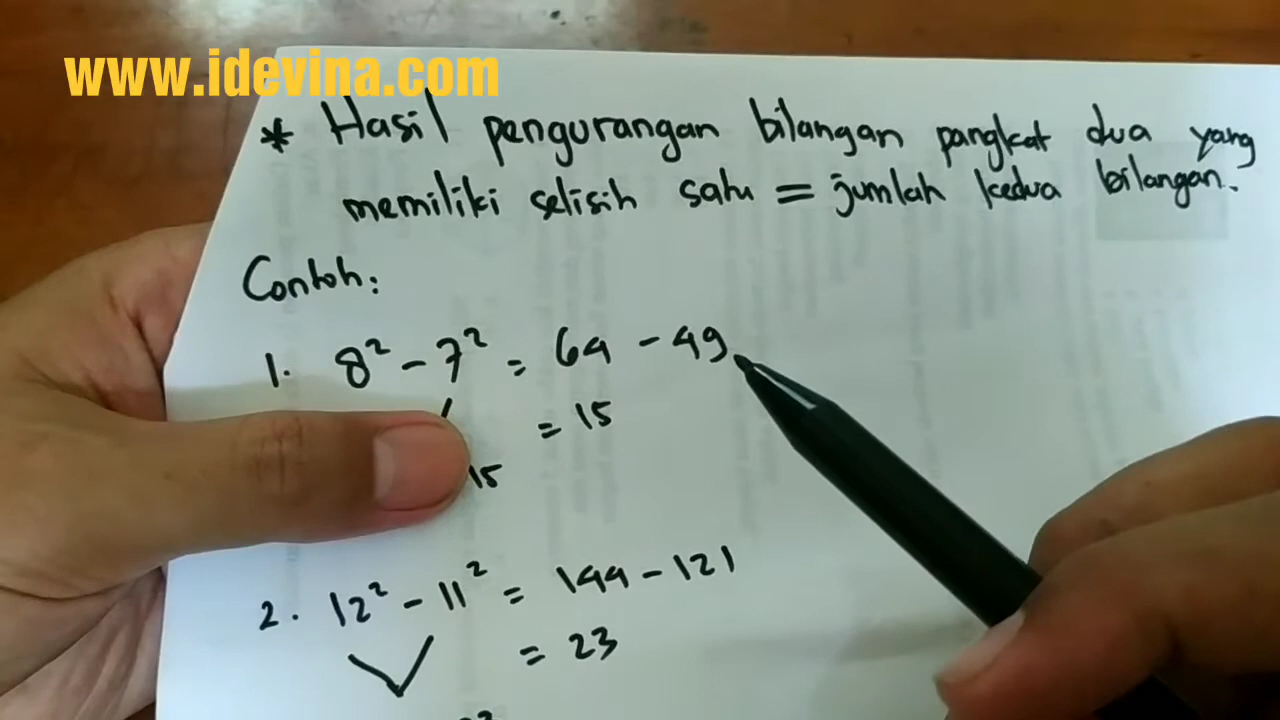 www.idevina.com
* Hasil pengurangan bilangan pangkat dua yang
memiliki selisih satu = jumlah kedua bilangan.
Contoh:
1. 8² - 7² = 64 - 49
= 15
15
2. 12² - 11² = 144 - 121
= 23